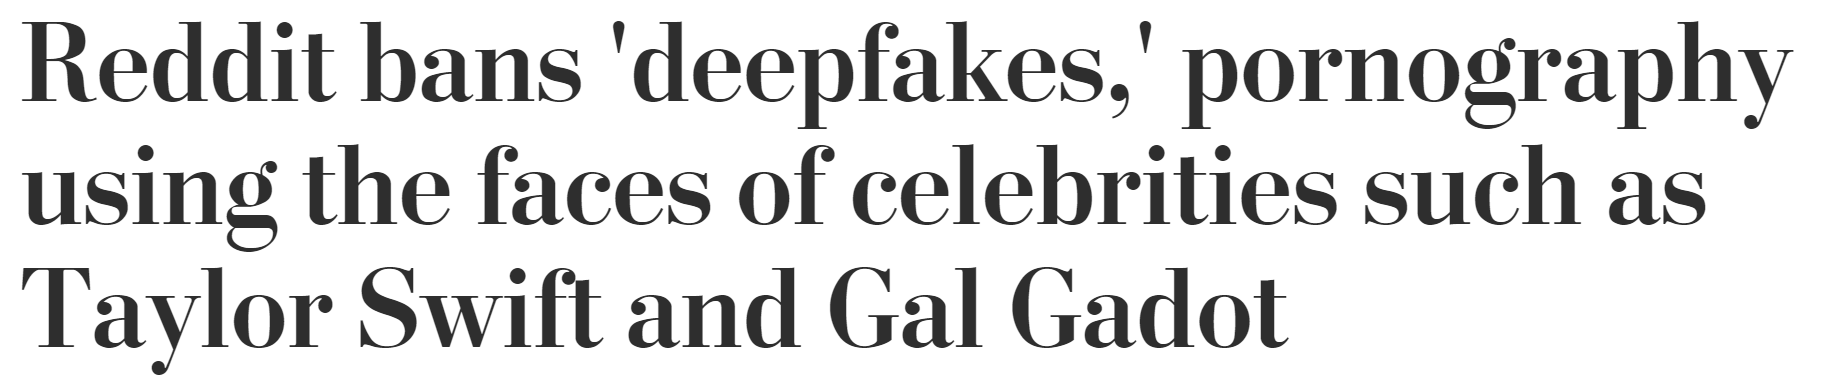 Reddit bans 'deepfakes,' pornography
using the faces of celebrities such as
Taylor Swift and Gal Gadot